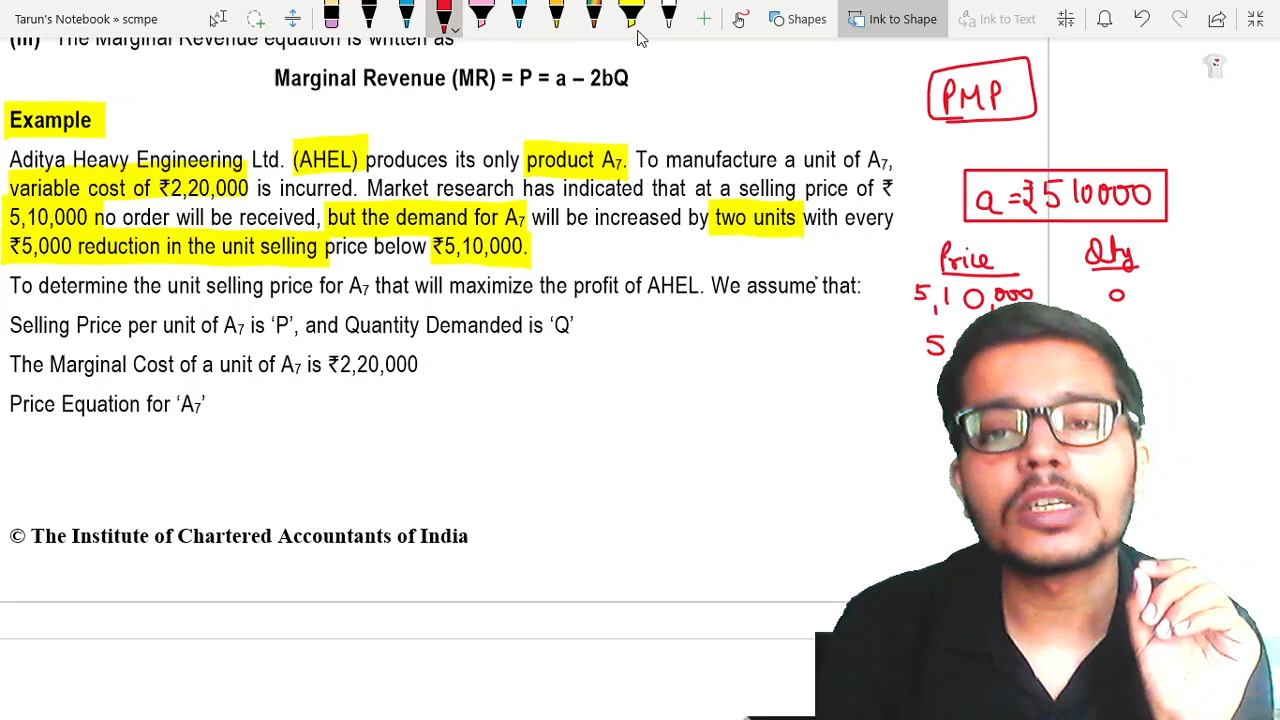 Tarun's Notebook » scmpe
Shapes
Ink to Shape
Ink to Text
(iii) The Marginal Revenue equation is written as
Marginal Revenue (MR) = P = a – 2bQ
PMP
Example
Aditya Heavy Engineering Ltd. (AHEL) produces its only product A7. To manufacture a unit of A7,
variable cost of ₹2,20,000 is incurred. Market research has indicated that at a selling price of ₹
5,10,000 no order will be received, but the demand for A7 will be increased by two units with every
₹5,000 reduction in the unit selling price below ₹5,10,000.
a = ₹510000
Price Qty
5,10,000 0
5
To determine the unit selling price for A7 that will maximize the profit of AHEL. We assume that:
Selling Price per unit of A7 is 'P', and Quantity Demanded is 'Q'
The Marginal Cost of a unit of A7 is ₹2,20,000
Price Equation for 'A7'
© The Institute of Chartered Accountants of India